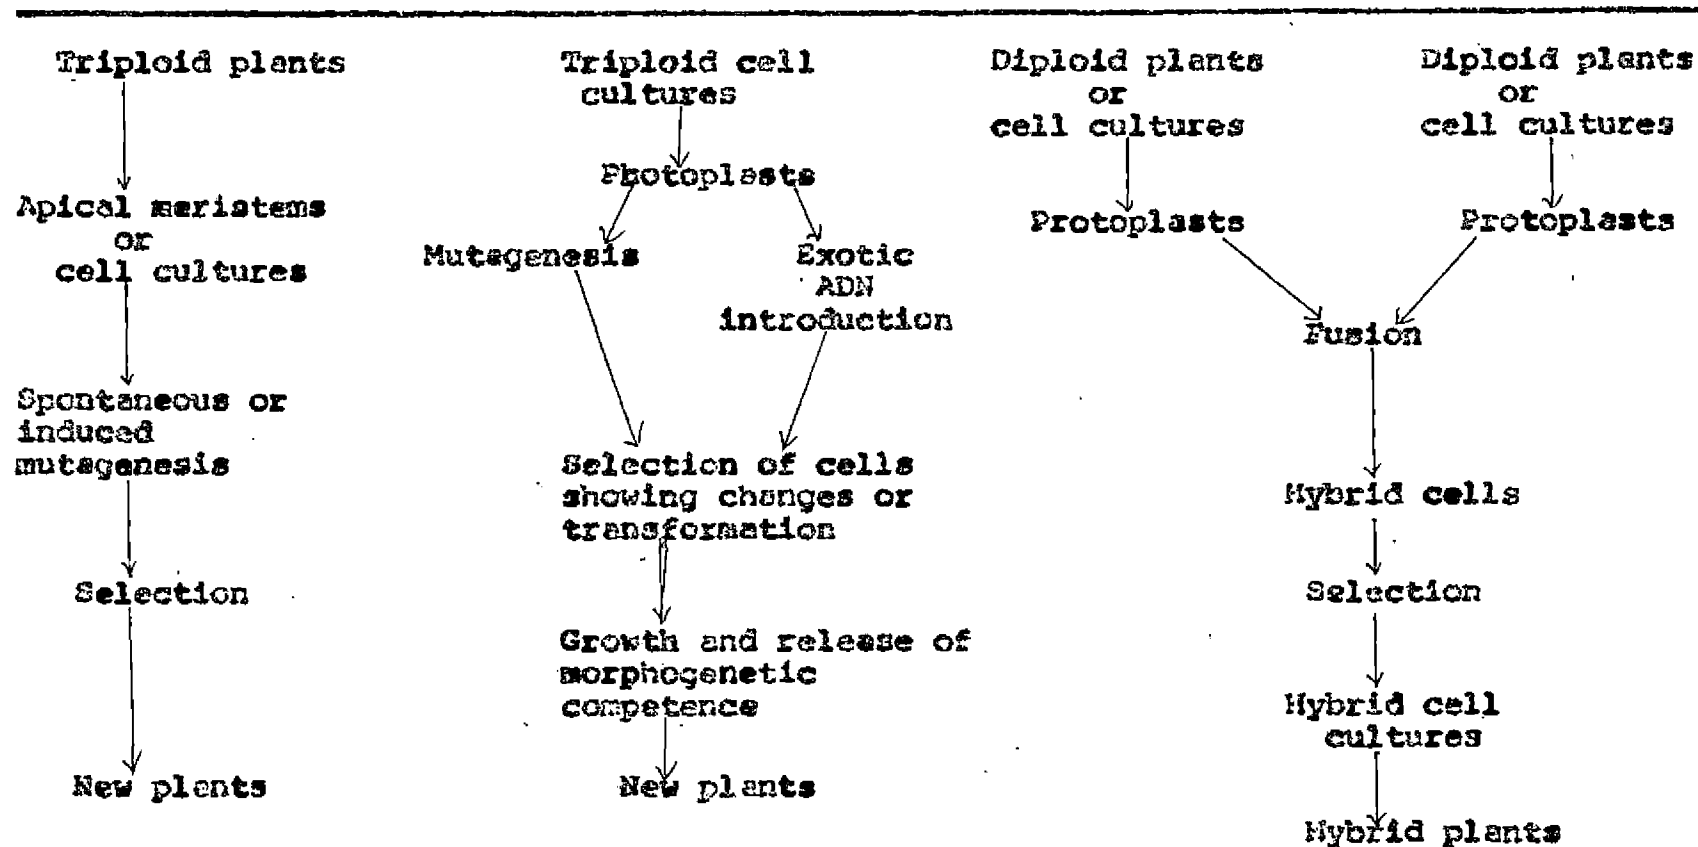 Triploid plants
Apical meristems
or
cell cultures
Spontaneous or
induced
mutagenesis
Selection
New plants
Triploid cell
cultures
Photoplasts
Mutagenesis
Exotic
ADN
introduction
Selection of cells
showing changes or
transformation
Growth and release of
morphogenetic
competence
New plants
Diploid plants
or
cell cultures
Protoplasts
Diploid plants
or
cell cultures
Protoplasts
Fusion
Hybrid cells
Selection
Hybrid cell
cultures
Hybrid plants